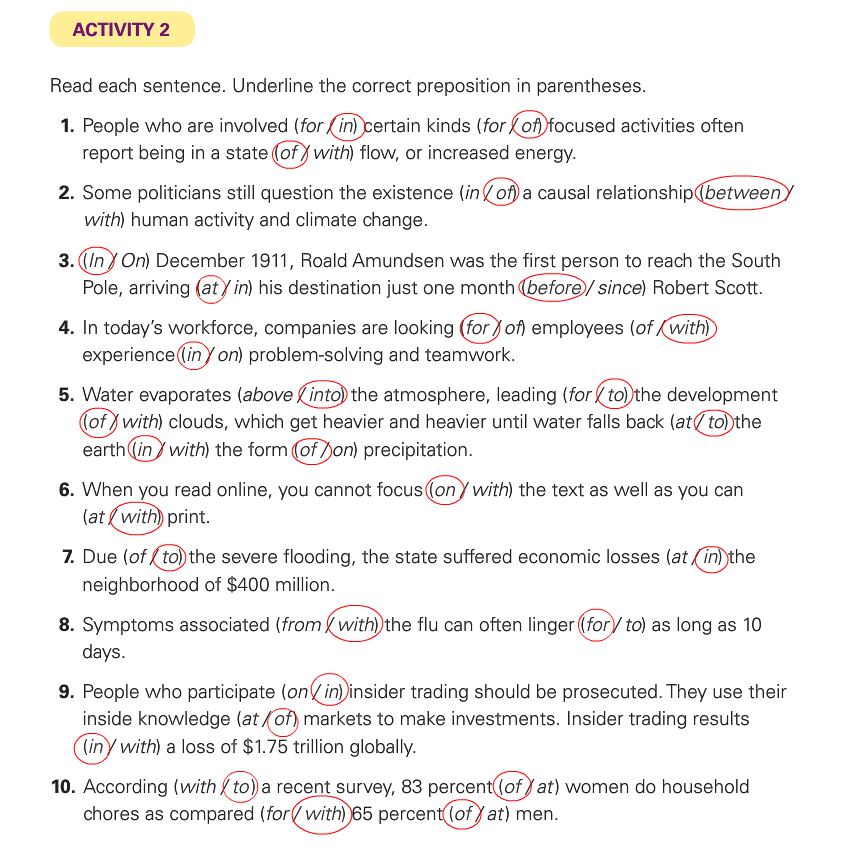 ACTIVITY 2
Read each sentence. Underline the correct preposition in parentheses.
1. People who are involved (for / in) certain kinds (for / of) focused activities often
report being in a state (of / with) flow, or increased energy.
2. Some politicians still question the existence (in / of) a causal relationship (between /
with) human activity and climate change.
3. (In / On) December 1911, Roald Amundsen was the first person to reach the South
Pole, arriving (at / in) his destination just one month (before / since) Robert Scott.
4. In today's workforce, companies are looking (for / of) employees (of / with)
experience (in / on) problem-solving and teamwork.
5. Water evaporates (above / into) the atmosphere, leading (for / to) the development
(of / with) clouds, which get heavier and heavier until water falls back (at / to) the
earth (in / with) the form (of / on) precipitation.
6. When you read online, you cannot focus (on / with) the text as well as you can
(at / with) print.
7. Due (of / to) the severe flooding, the state suffered economic losses (at / in) the
neighborhood of $400 million.
8. Symptoms associated (from / with) the flu can often linger (for / to) as long as 10
days.
9. People who participate (on / in) insider trading should be prosecuted. They use their
inside knowledge (at / of) markets to make investments. Insider trading results
(in / with) a loss of $1.75 trillion globally.
10. According (with / to) a recent survey, 83 percent (of / at) women do household
chores as compared (for / with) 65 percent (of / at) men.